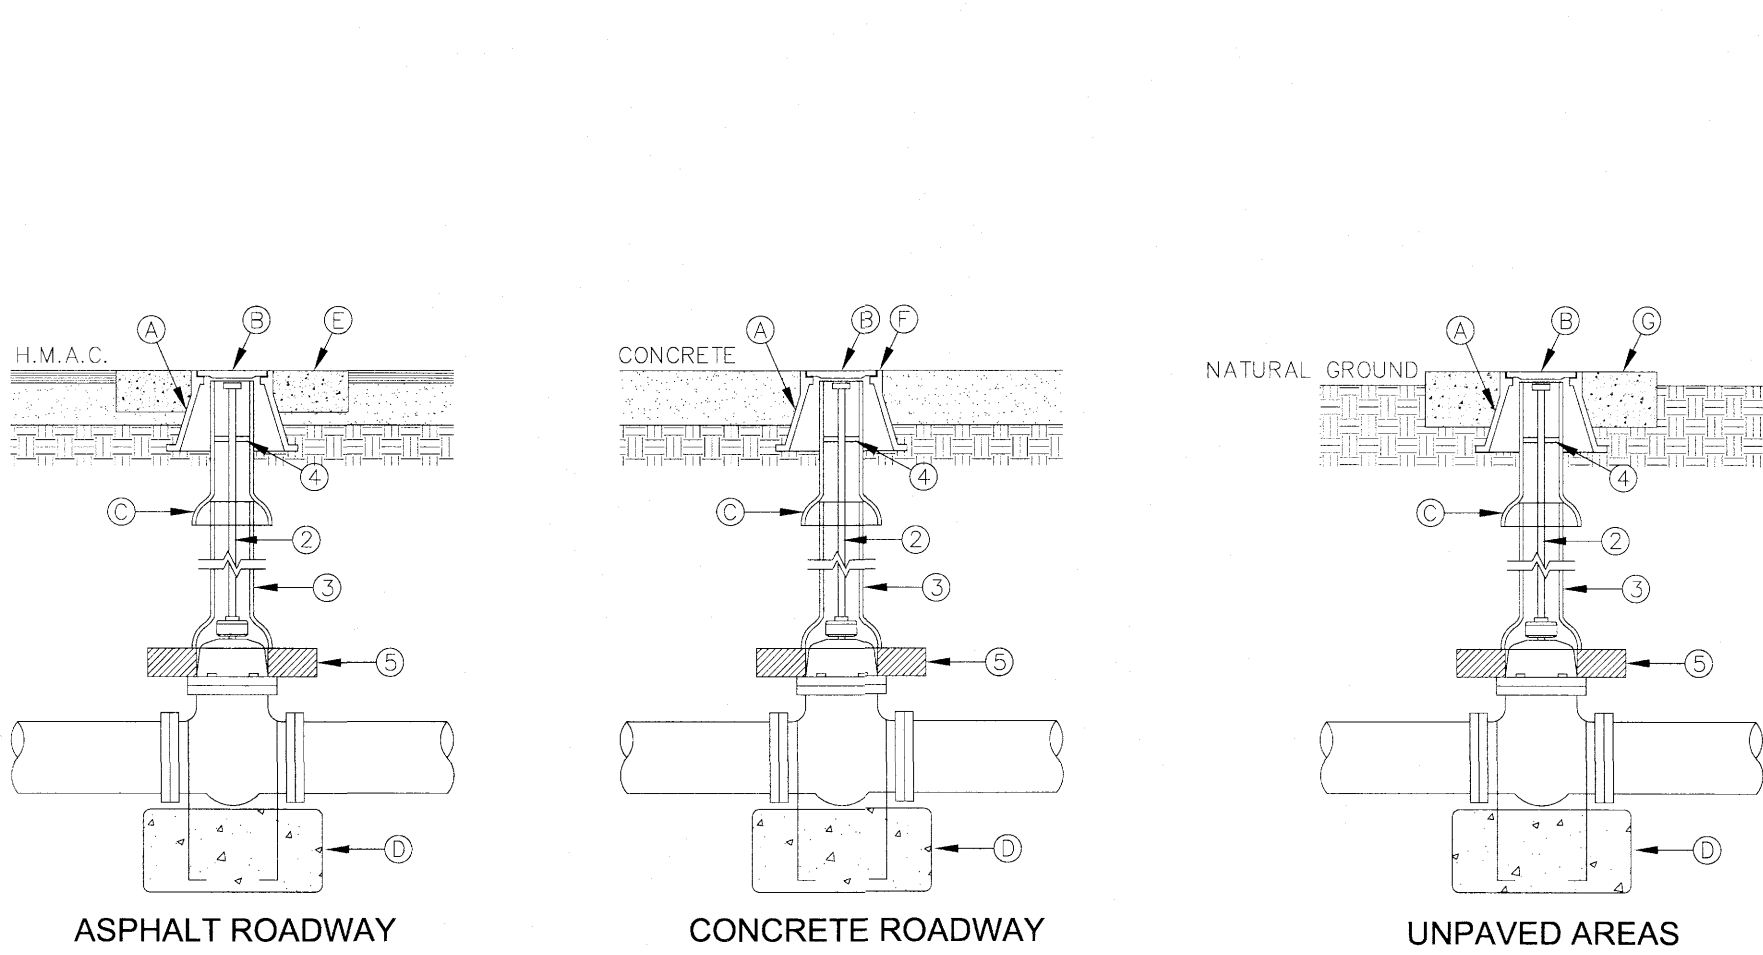 A B E
H.M.A.C.
4
C
2
3
5
D
ASPHALT ROADWAY
A B F
CONCRETE
4
C
2
3
5
D
CONCRETE ROADWAY
A B G
NATURAL GROUND
4
C
2
3
5
D
UNPAVED AREAS